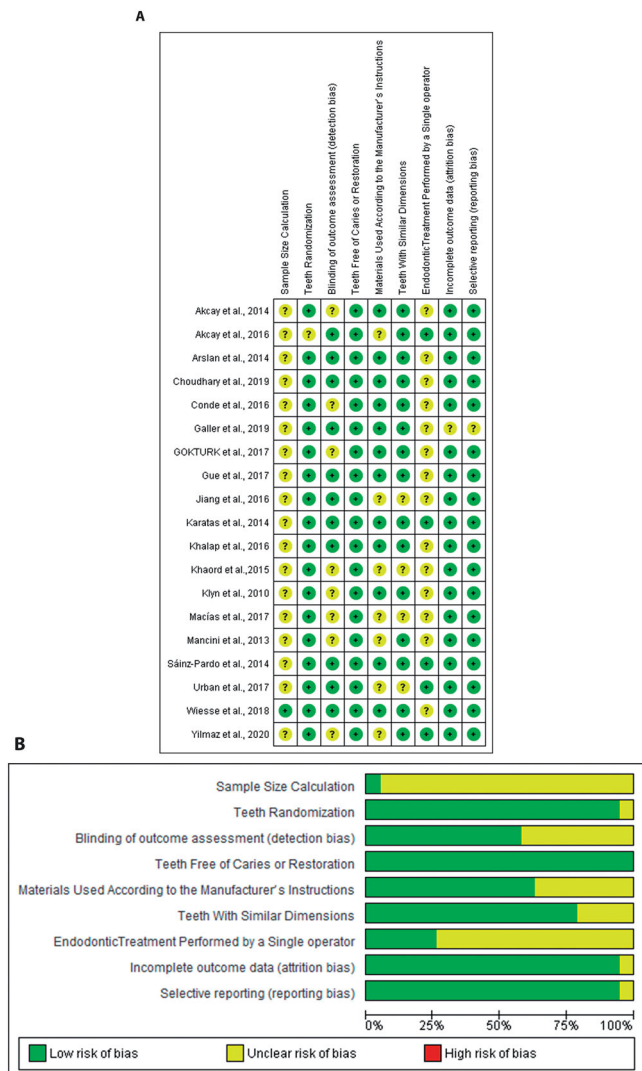 A
Sample Size Calculation
Teeth Randomization
Blinding of outcome assessment (detection bias)
Teeth Free of Caries or Restoration
Materials Used According to the Manufacturer's Instructions
Teeth With Similar Dimensions
EndodonticTreatment Performed by a Single operator
Incomplete outcome data (attrition bias)
Selective reporting (reporting bias)
Akcay et al., 2014 ? + ? + + + ? + +
Akcay et al., 2016 ? ? + + ? + + + +
Arslan et al., 2014 ? + + + + + ? + +
Choudhary et al., 2019 ? + + + + + ? + +
Conde et al., 2016 ? + ? + + + ? + +
Galler et al., 2019 ? + + + + + ? ? ?
GOKTURK et al., 2017 ? + ? + + + ? + +
Gue et al., 2017 ? + + + + + ? + +
Jiang et al., 2016 ? + + + ? ? ? + +
Karatas et al., 2014 ? + + + + + + + +
Khalap et al., 2016 ? + + + + + ? + +
Khaord et al.,2015 ? + ? + ? ? ? + +
Klyn et al., 2010 ? + ? + + + ? + +
Macías et al., 2017 ? + ? + ? ? ? + +
Mancini et al., 2013 ? + ? + ? + ? + +
Sáinz-Pardo et al., 2014 ? + + + + + + + +
Urban et al., 2017 ? + + + ? ? + + +
Wiesse et al., 2018 + + + + + + ? + +
Yilmaz et al., 2020 ? + ? + ? + + + +
B
Sample Size Calculation
Teeth Randomization
Blinding of outcome assessment (detection bias)
Teeth Free of Caries or Restoration
Materials Used According to the Manufacturer's Instructions
Teeth With Similar Dimensions
EndodonticTreatment Performed by a Single operator
Incomplete outcome data (attrition bias)
Selective reporting (reporting bias)
0% 25% 50% 75% 100%
Low risk of bias Unclear risk of bias High risk of bias